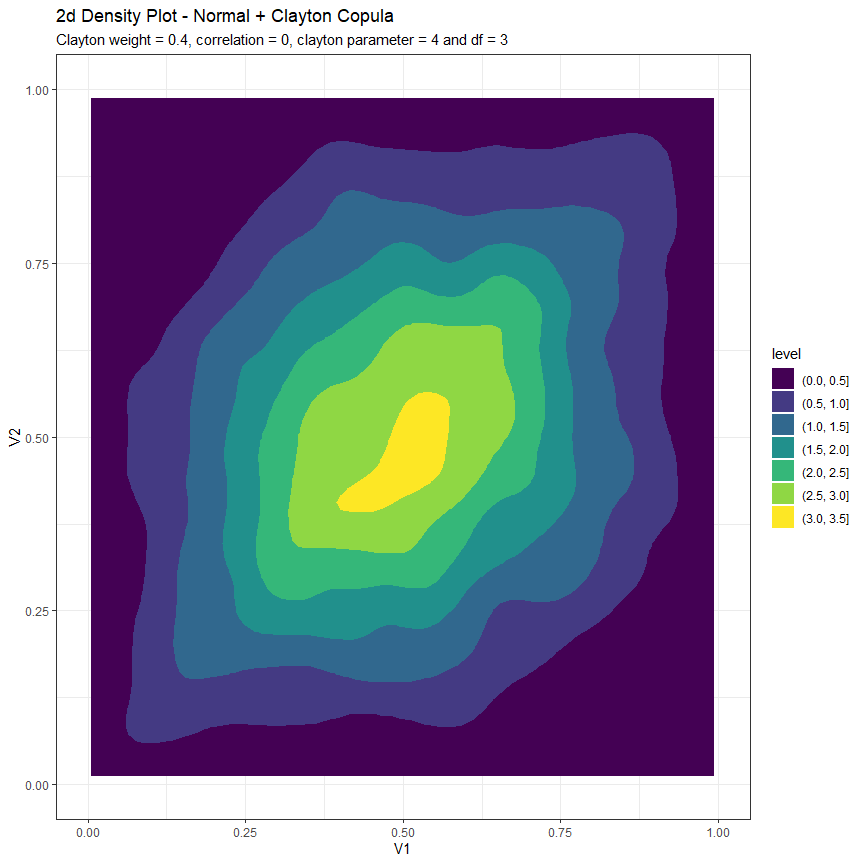 2d Density Plot - Normal + Clayton Copula
Clayton weight = 0.4, correlation = 0, clayton parameter = 4 and df = 3
1.00
0.75
0.50
0.25
0.00
V2
0.00 0.25 0.50 0.75 1.00
V1
level
(0.0, 0.5]
(0.5, 1.0]
(1.0, 1.5]
(1.5, 2.0]
(2.0, 2.5]
(2.5, 3.0]
(3.0, 3.5]